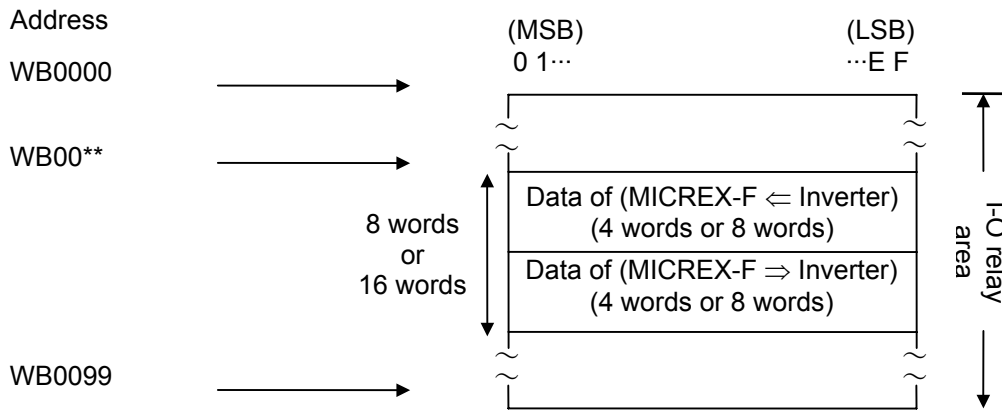 Address
(MSB) (LSB)
0 1··· ···E F
WB0000
WB00**
Data of (MICREX-F ⇐ Inverter)
(4 words or 8 words)
8 words
or
16 words
Data of (MICREX-F ⇒ Inverter)
(4 words or 8 words)
I-O relay
area
WB0099